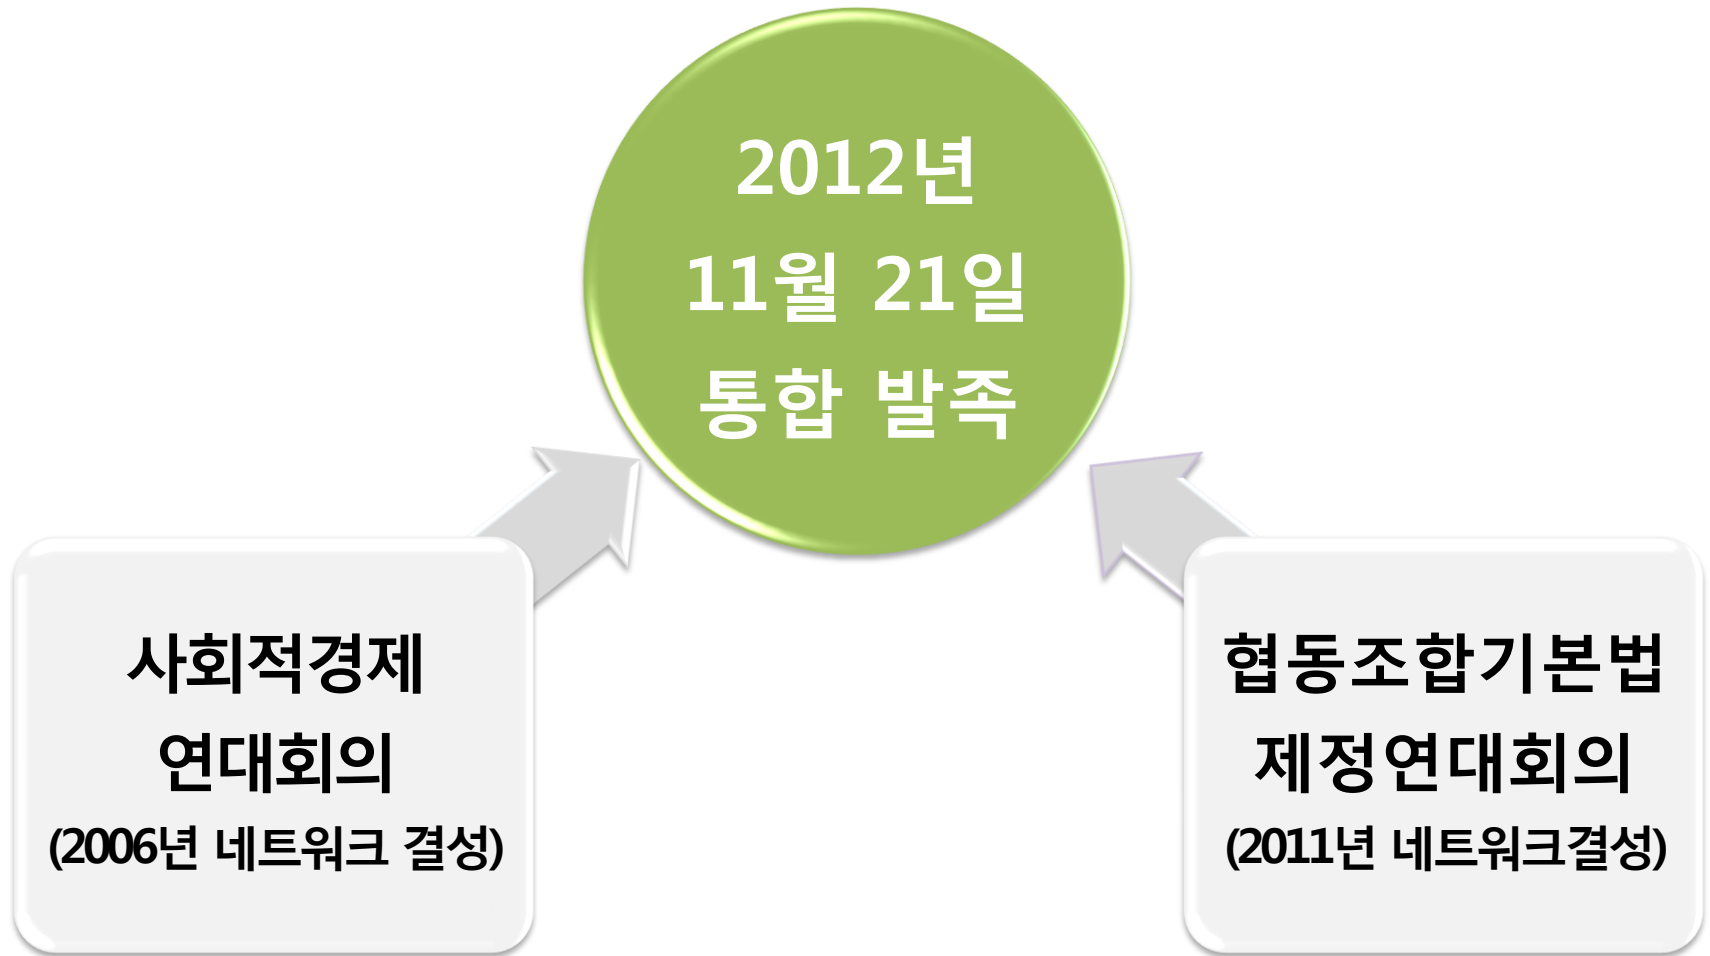 2012년
11월 21일
통합 발족
사회적경제
연대회의
(2006년 네트워크 결성)
협동조합기본법
제정연대회의
(2011년 네트워크결성)